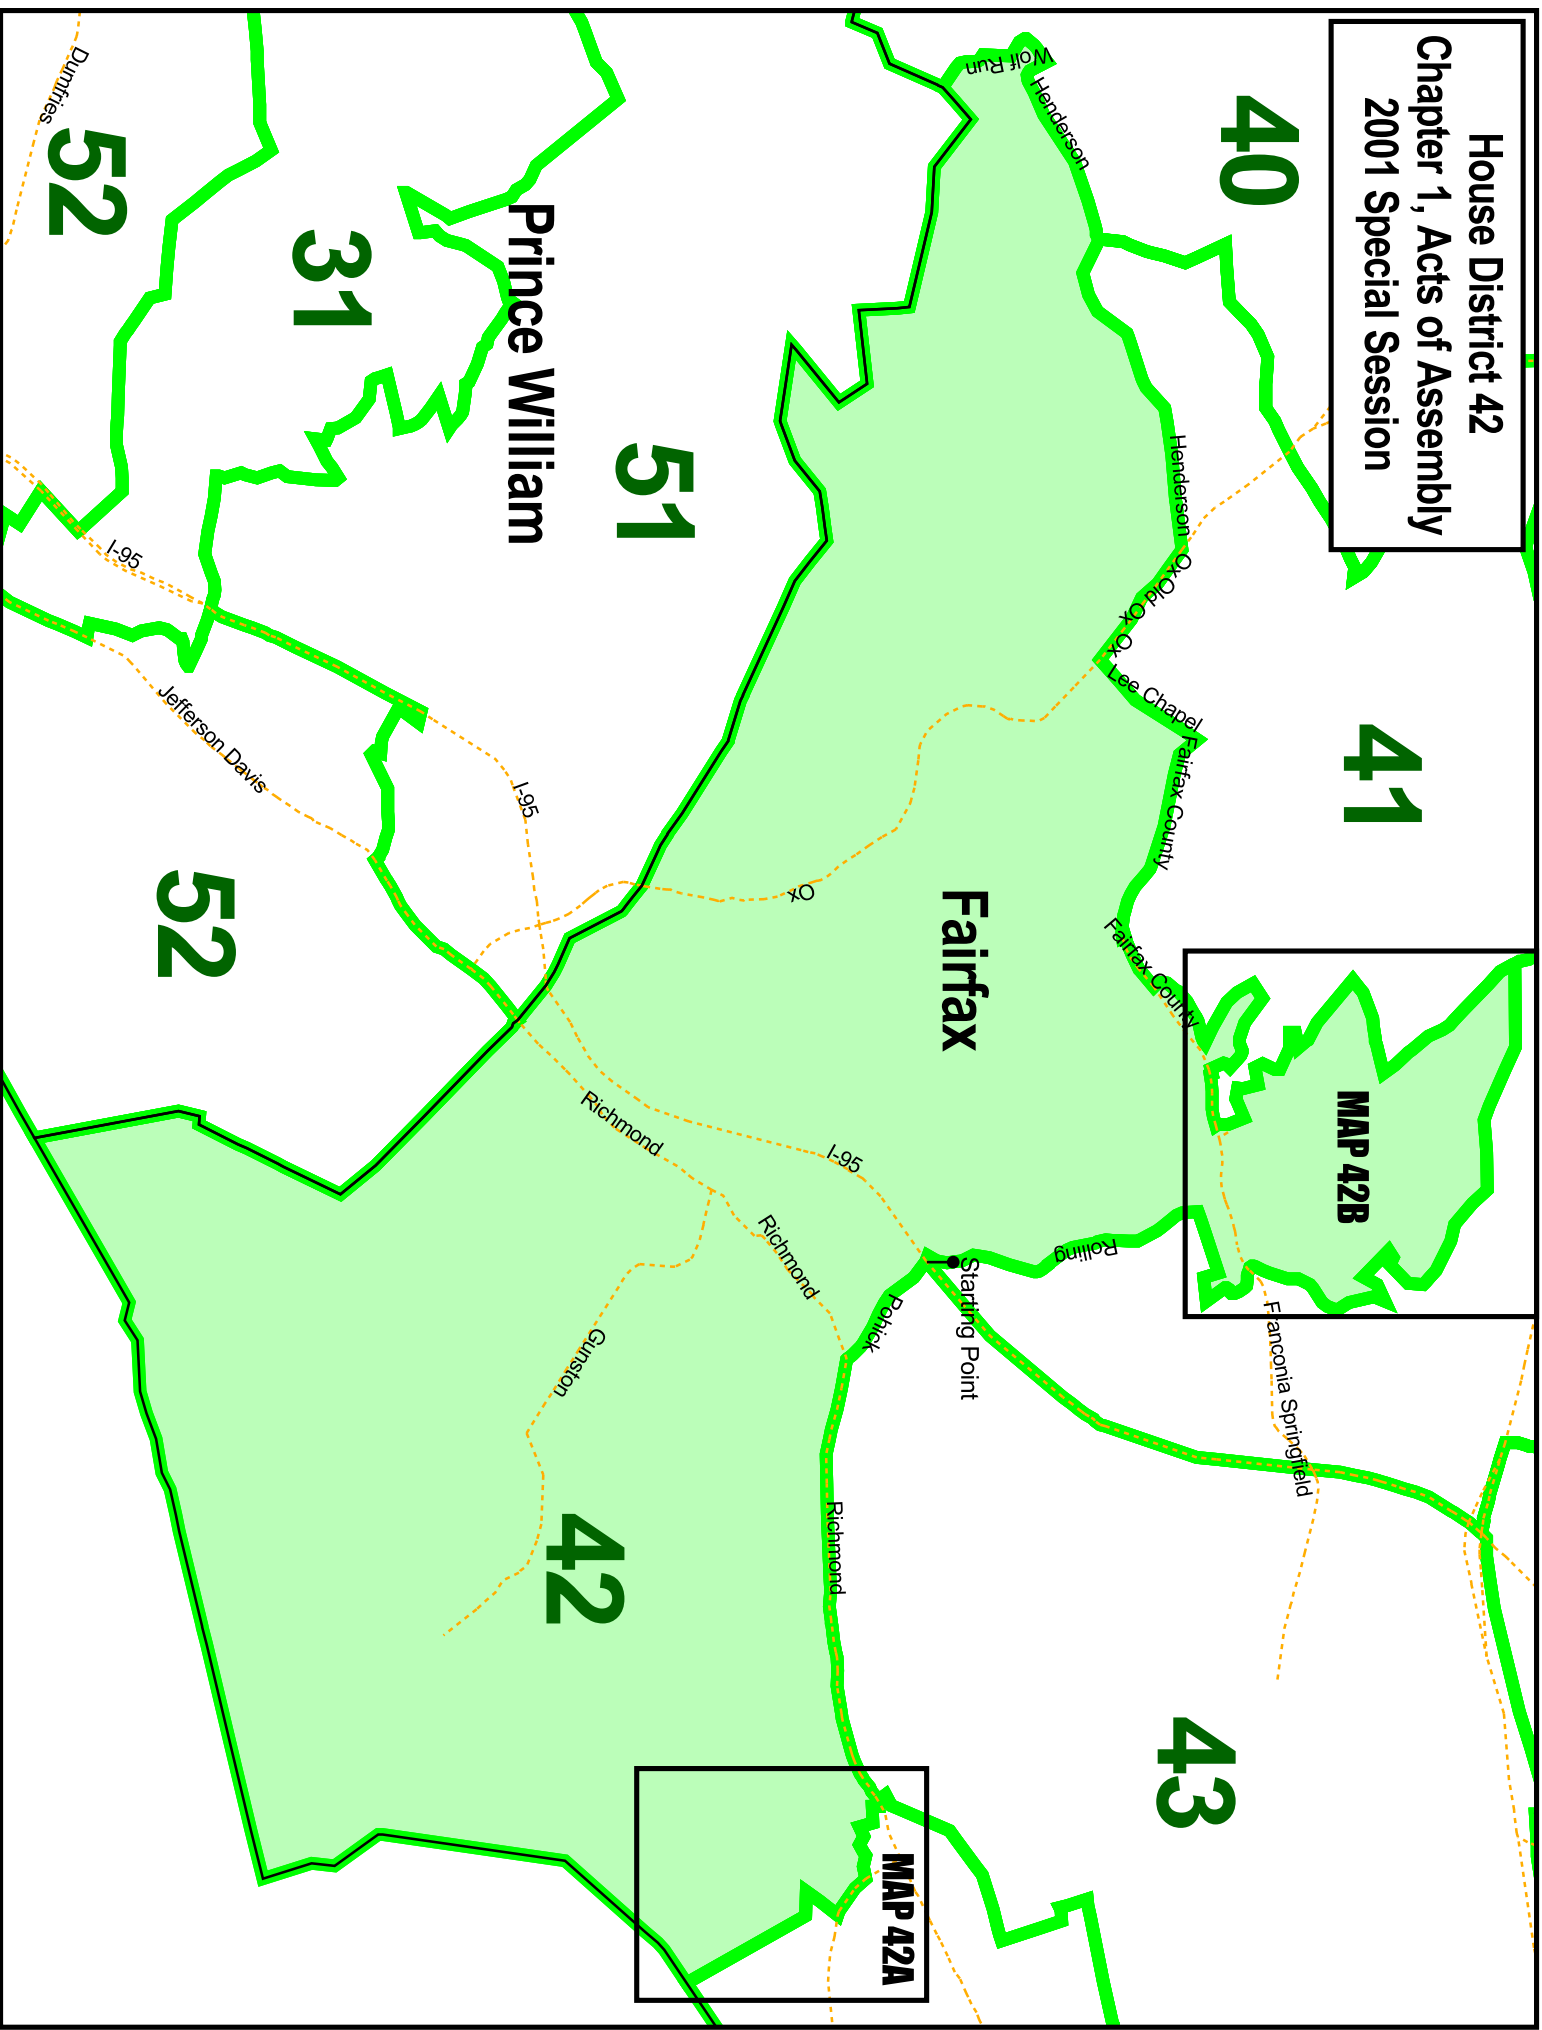 House District 42
Chapter 1, Acts of Assembly
2001 Special Session
40
41
MAP 42B
Franconia Springfield
43
Wolf Run
Henderson
Henderson
Ox
Old Ox
Ox
Lee Chapel
Fairfax County
Fairfax County
Fairfax
Rolling
Starting Point
Pohick
Richmond
MAP 42A
I-95
Ox
Richmond
Richmond
Gunston
42
51
Prince William
31
52
Dumfries
I-95
I-95
Jefferson Davis
52